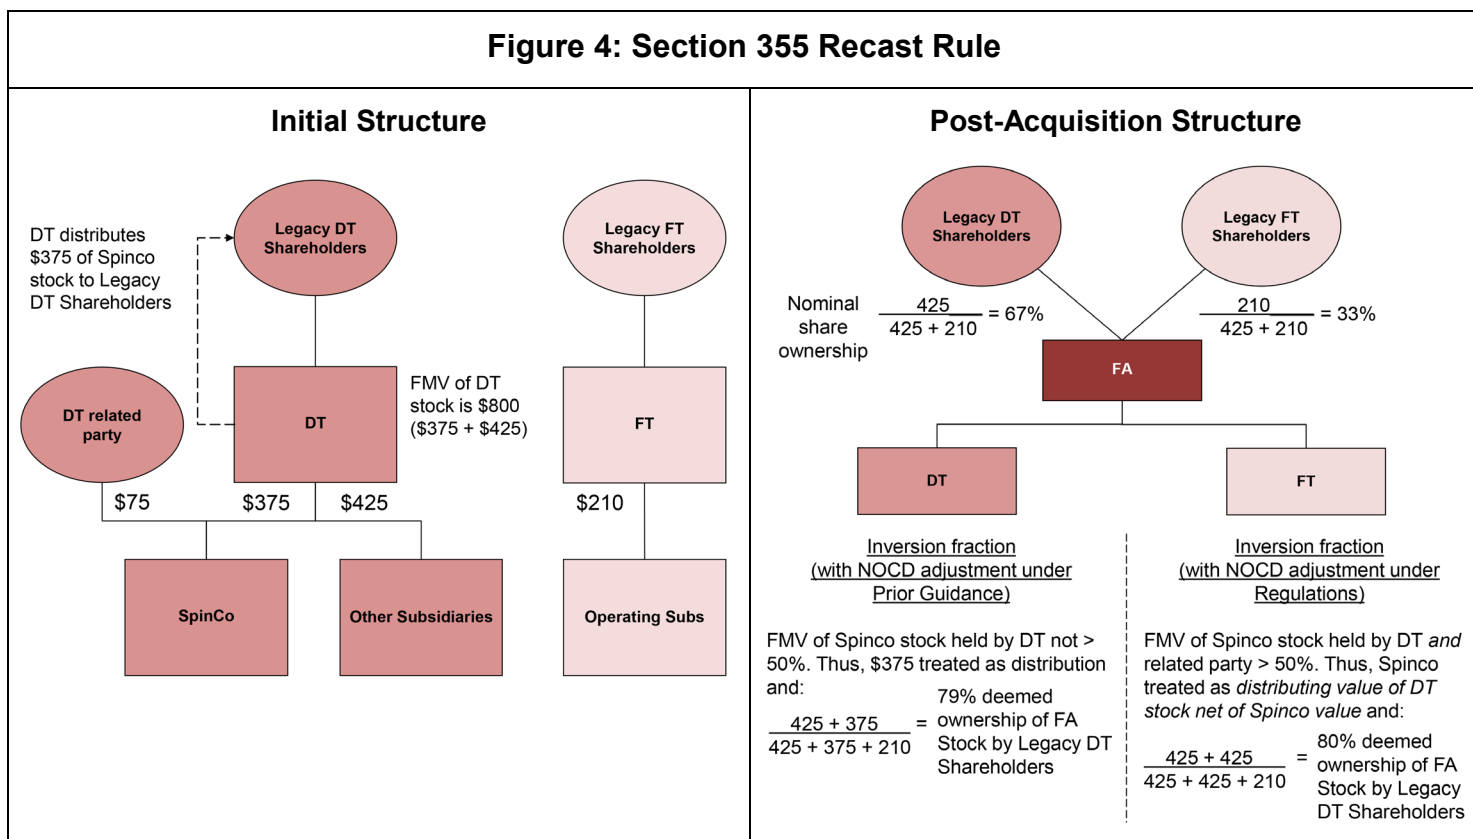 Figure 4: Section 355 Recast Rule
Initial Structure
DT distributes
$375 of Spinco
stock to Legacy
DT Shareholders
Legacy DT
Shareholders
Legacy FT
Shareholders
DT related
party
DT
FMV of DT
stock is $800
($375 + $425)
FT
$75
$375
$425
$210
SpinCo
Other Subsidiaries
Operating Subs
Post-Acquisition Structure
Legacy DT
Shareholders
Legacy FT
Shareholders
Nominal
share
ownership
425
425 + 210
= 67%
210
425 + 210
= 33%
FA
DT
FT
Inversion fraction
(with NOCD adjustment under
Prior Guidance)
FMV of Spinco stock held by DT not >
50%. Thus, $375 treated as distribution
and:
425 + 375
425 + 375 + 210
=
79% deemed
ownership of FA
Stock by Legacy DT
Shareholders
Inversion fraction
(with NOCD adjustment under
Regulations)
FMV of Spinco stock held by DT and
related party > 50%. Thus, Spinco
treated as distributing value of DT
stock net of Spinco value and:
425 + 425
425 + 425 + 210
=
80% deemed
ownership of FA
Stock by Legacy
DT Shareholders